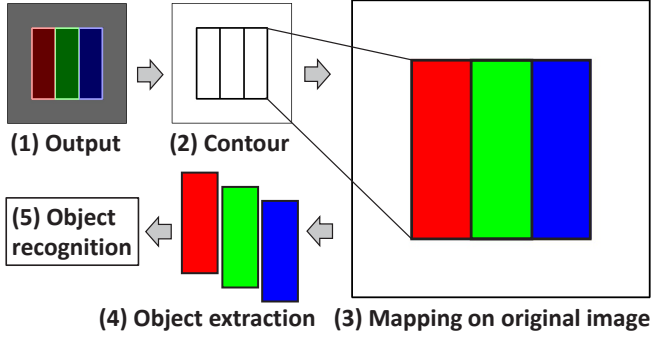 (1) Output
(2) Contour
(3) Mapping on original image
(4) Object extraction
(5) Object
recognition